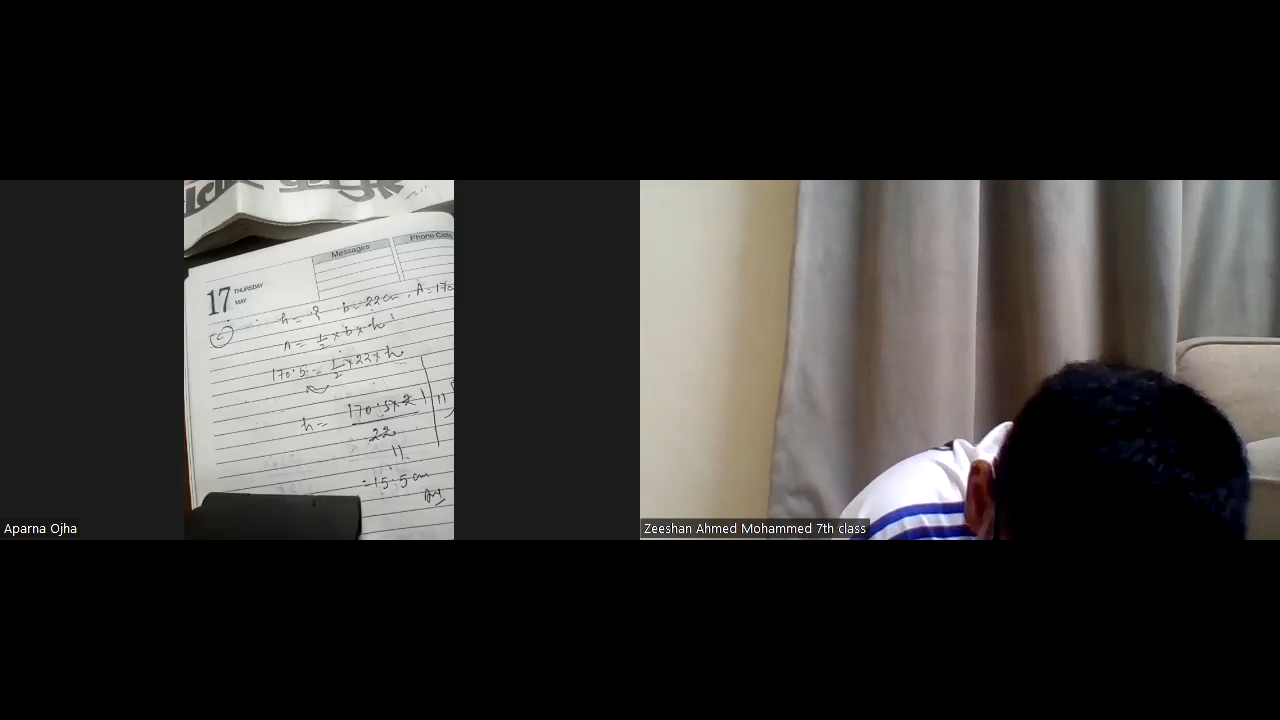 Messages
Phone Calls
17 THURSDAY
MAY
c
h = ? b = 22 cm, A = 170
A = 1/2 × b × h
170.5 = 1/2 × 22 × h
h = 170.5 × 2 / 22
11
= 15.5 cm
Ans
Aparna Ojha
Zeeshan Ahmed Mohammed 7th class